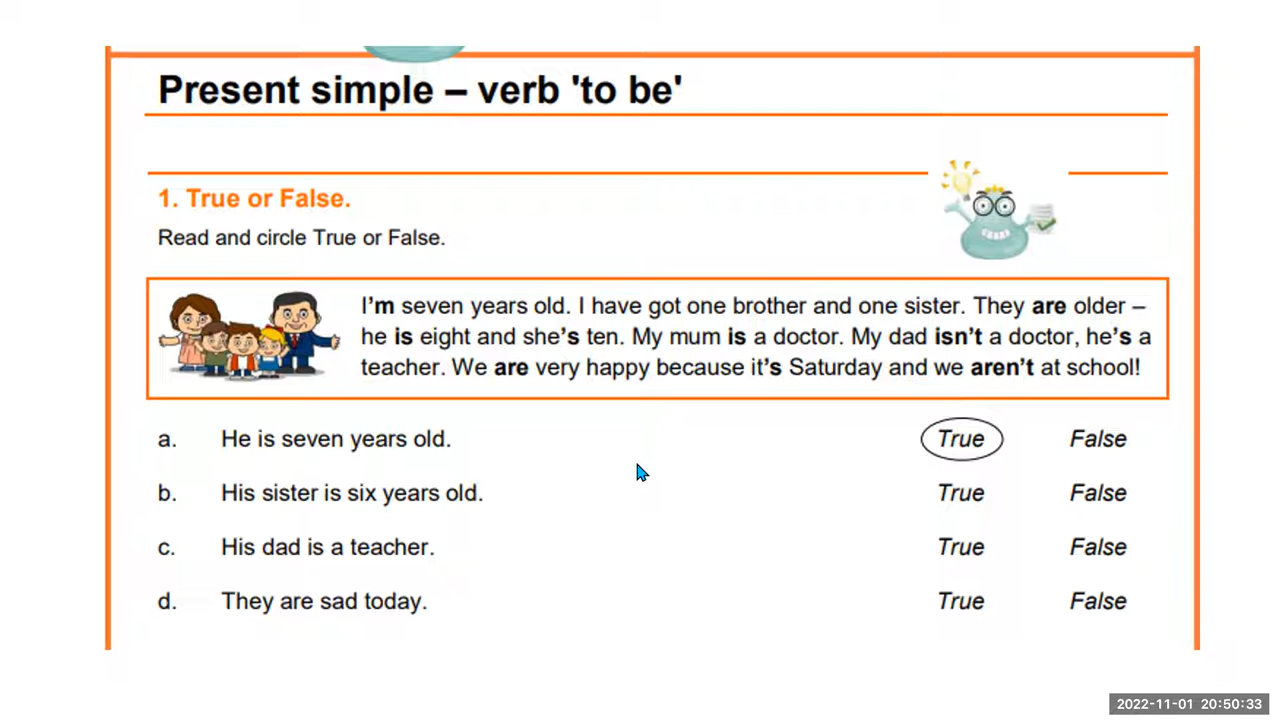 Present simple – verb 'to be'
1. True or False.
Read and circle True or False.
I'm seven years old. I have got one brother and one sister. They are older –
he is eight and she's ten. My mum is a doctor. My dad isn't a doctor, he's a
teacher. We are very happy because it's Saturday and we aren't at school!
a. He is seven years old. True False
b. His sister is six years old. True False
c. His dad is a teacher. True False
d. They are sad today. True False
2022-11-01 20:50:33